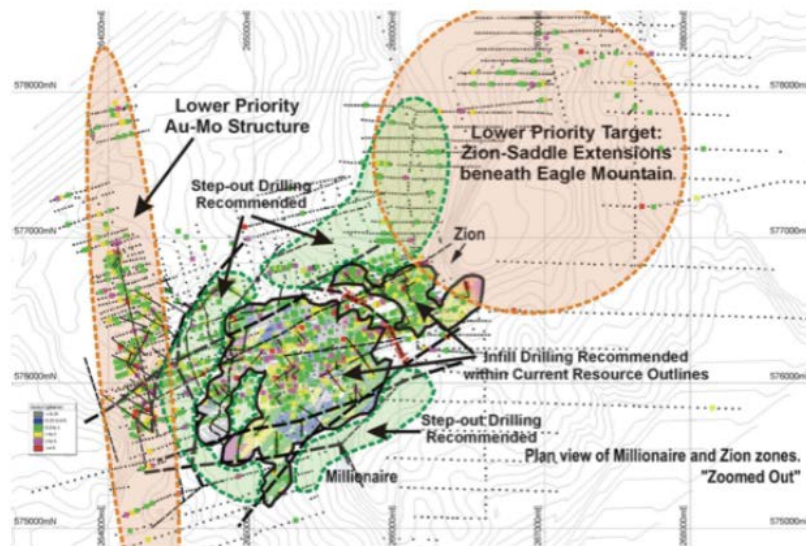 578000mN
578000mN
Lower Priority
Au-Mo Structure
Lower Priority Target:
Zion-Saddle Extensions
beneath Eagle Mountain
Step-out Drilling
Recommended
577000mN
577000mN
Zion
576000mN
Infill Drilling Recommended
within Current Resource Outlines
Step-out Drilling
Recommended
Plan view of Millionaire and Zion zones.
"Zoomed Out"
Millionaire
575000mN
575000mN